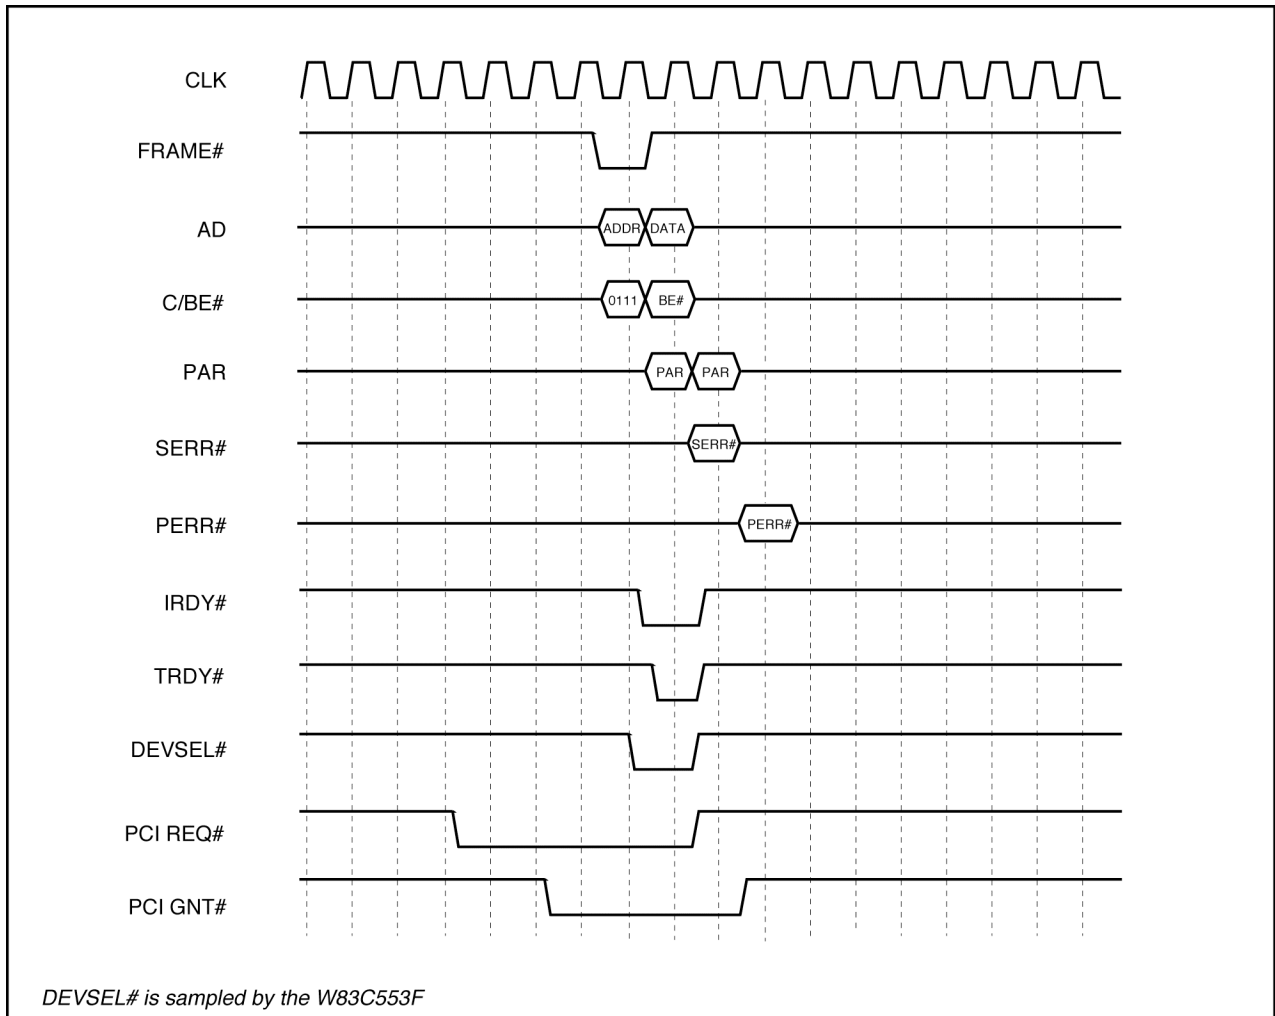 CLK
FRAME#
AD
ADDR DATA
C/BE#
0111 BE#
PAR
PAR PAR
SERR#
SERR#
PERR#
PERR#
IRDY#
TRDY#
DEVSEL#
PCI REQ#
PCI GNT#
DEVSEL# is sampled by the W83C553F